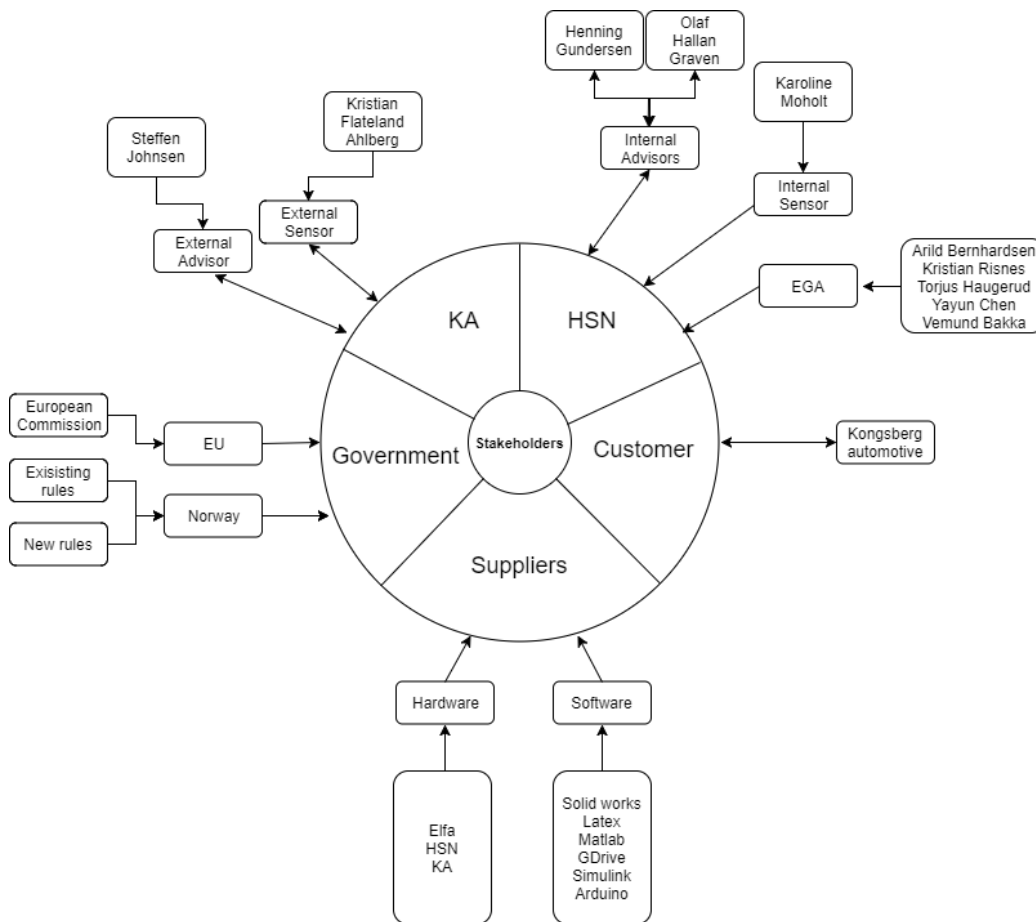 Henning
Gundersen
Olaf
Hallan
Graven
Karoline
Moholt
Kristian
Flateland
Ahlberg
Steffen
Johnsen
Internal
Advisors
Internal
Sensor
External
Sensor
External
Advisor
Arild Bernhardsen
Kristian Risnes
Torjus Haugerud
Yayun Chen
Vemund Bakka
EGA
KA
HSN
European
Commission
EU
Government
Stakeholders
Customer
Kongsberg
automotive
Exisisting
rules
Norway
New rules
Suppliers
Hardware
Software
Elfa
HSN
KA
Solid works
Latex
Matlab
GDrive
Simulink
Arduino